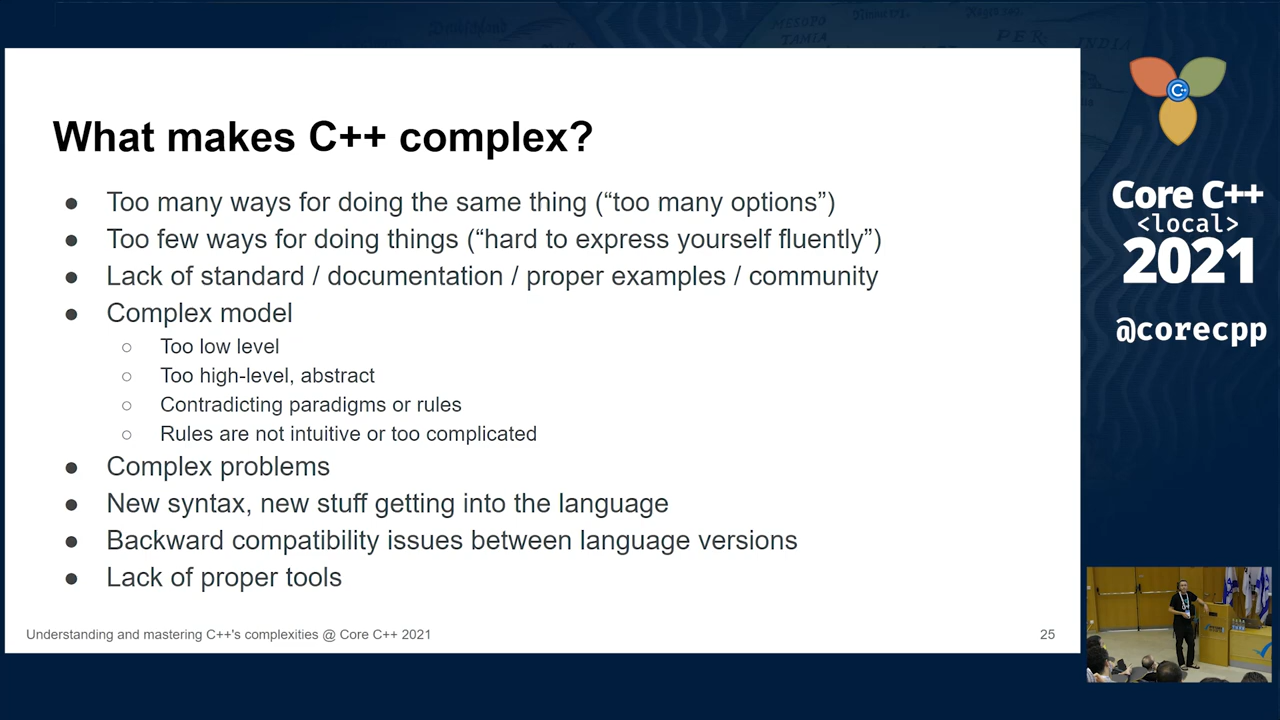 MESOPO
TAMIA
PER
INDIA
What makes C++ complex?
● Too many ways for doing the same thing (“too many options”)
● Too few ways for doing things (“hard to express yourself fluently”)
● Lack of standard / documentation / proper examples / community
● Complex model
○ Too low level
○ Too high-level, abstract
○ Contradicting paradigms or rules
○ Rules are not intuitive or too complicated
● Complex problems
● New syntax, new stuff getting into the language
● Backward compatibility issues between language versions
● Lack of proper tools
Understanding and mastering C++'s complexities @ Core C++ 2021
25
C++
Core C++
<local>
2021
@corecpp